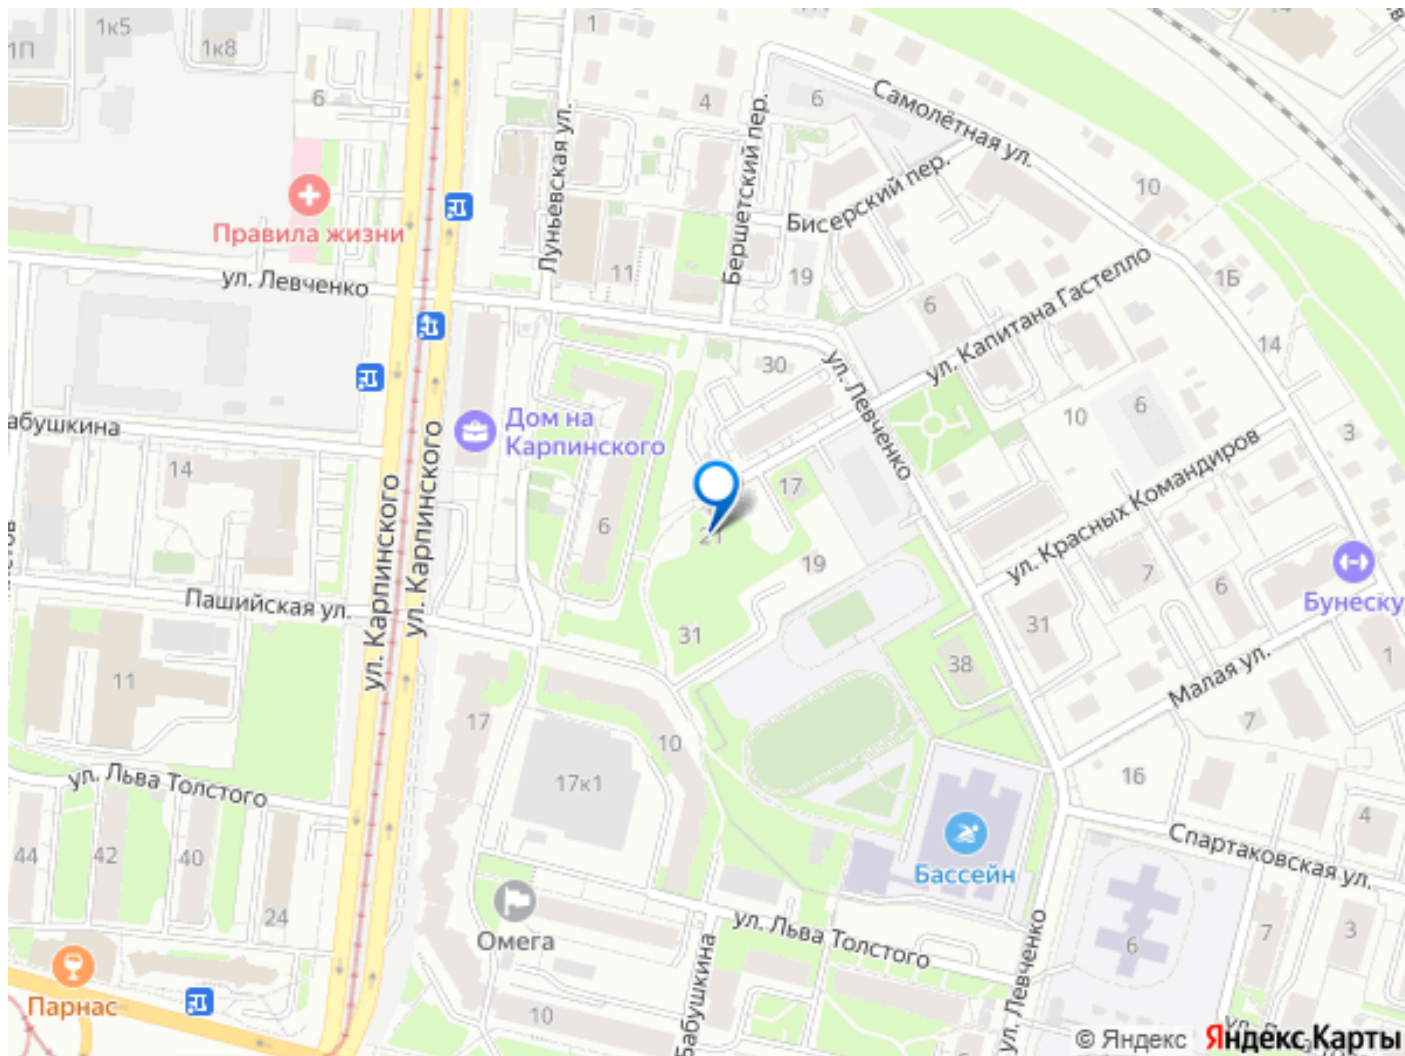 1к5
1к8
1П
6
1
4
6
Самолётная ул.
Луньевская ул.
Бершетский пер.
Бисерский пер.
10
Правила жизни
ул. Левченко
11
19
6
1Б
ул. Капитана Гастелло
14
30
ул. Левченко
абушкина
Дом на
Карпинского
10
6
3
14
17
6
21
19
ул. Карпинского
ул. Карпинского
ул. Красных Командиров
7
6
Бунеску
Пашийская ул.
31
31
38
1
11
Малая ул.
17
10
7
17к1
16
ул. Льва Толстого
4
Спартаковская ул.
44
42
40
24
Бассейн
Омега
ул. Льва Толстого
ул. Левченко
6
7
3
Парнас
10
Бабушкина
© Яндекс
Яндекс Карты